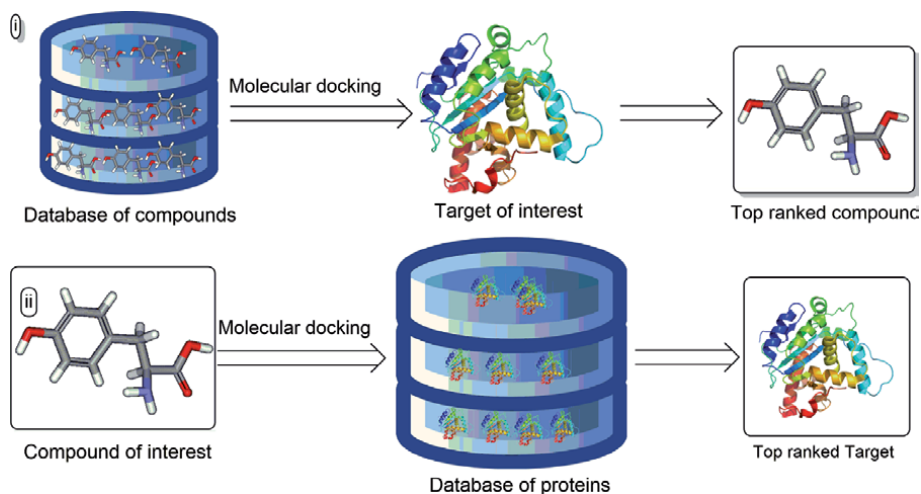 i
Molecular docking
Database of compounds
Target of interest
Top ranked compound
ii
Molecular docking
Compound of interest
Database of proteins
Top ranked Target